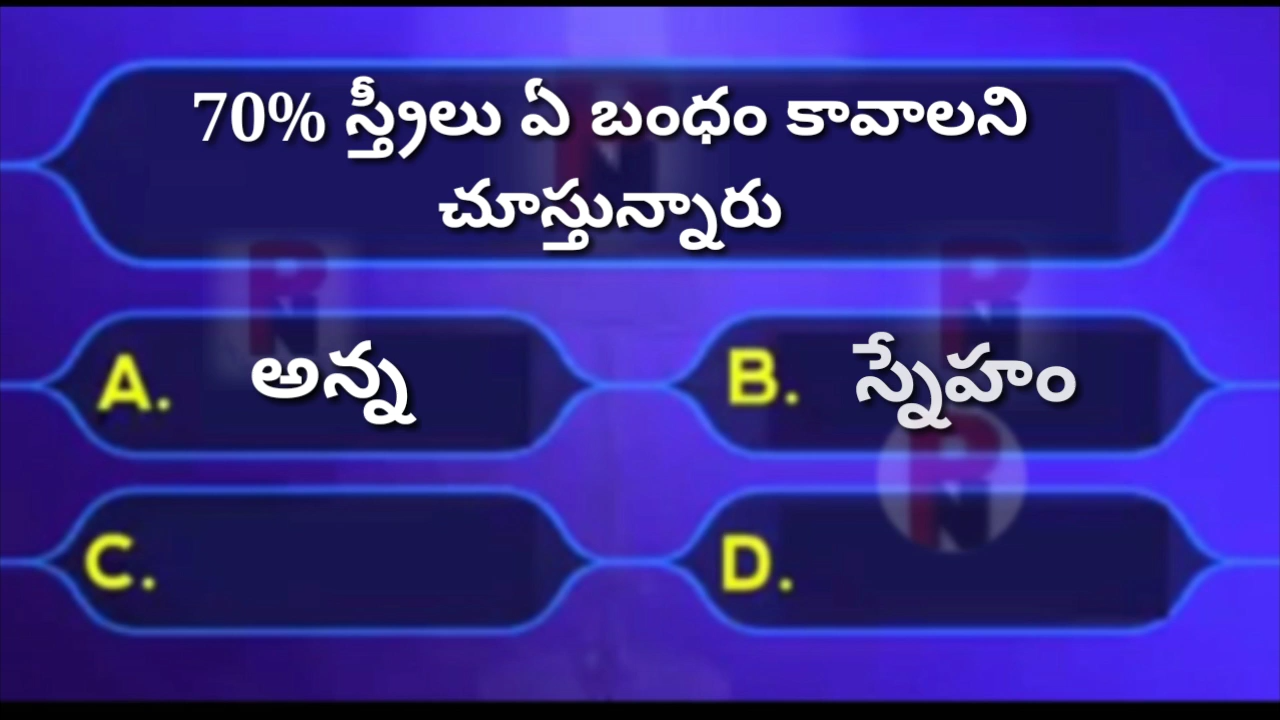 70% స్త్రీలు ఏ బంధం కావాలని
చూస్తున్నారు
A. అన్న
B. స్నేహం
C.
D.